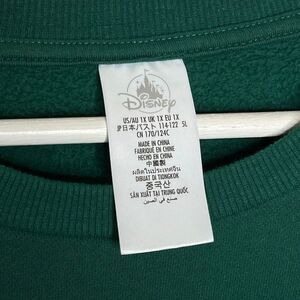 Disney
US/AU 1X UK 1X EU 1X
JP日本バスト 114-122 5L
CN 170/124C
MADE IN CHINA
FABRIQUÉ EN CHINE
HECHO EN CHINA
中國製
ผลิตในประเทศจีน
DIBUAT DI TIONGKOK
중국산
SẢN XUẤT TẠI TRUNG QUỐC
صنع في الصين